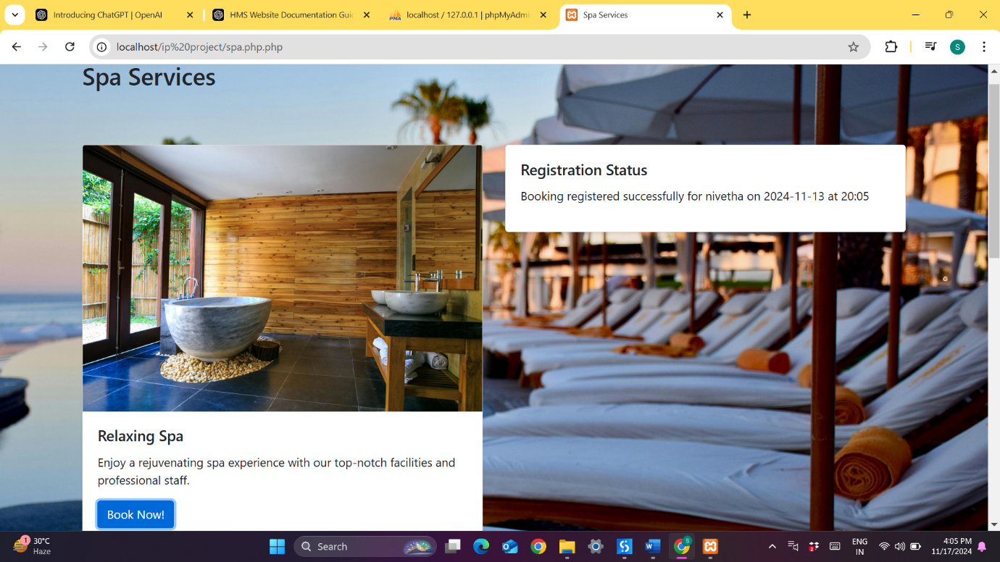 Introducing ChatGPT | OpenAI
HMS Website Documentation Gui
PMA
localhost / 127.0.0.1 | phpMyAdmi
Spa Services
localhost/ip%20project/spa.php.php
S
Spa Services
Registration Status
Booking registered successfully for nivetha on 2024-11-13 at 20:05
Relaxing Spa
Enjoy a rejuvenating spa experience with our top-notch facilities and
professional staff.
Book Now!
1
30°C
Haze
Search
W
S
2
ENG
IN
4:05 PM
11/17/2024